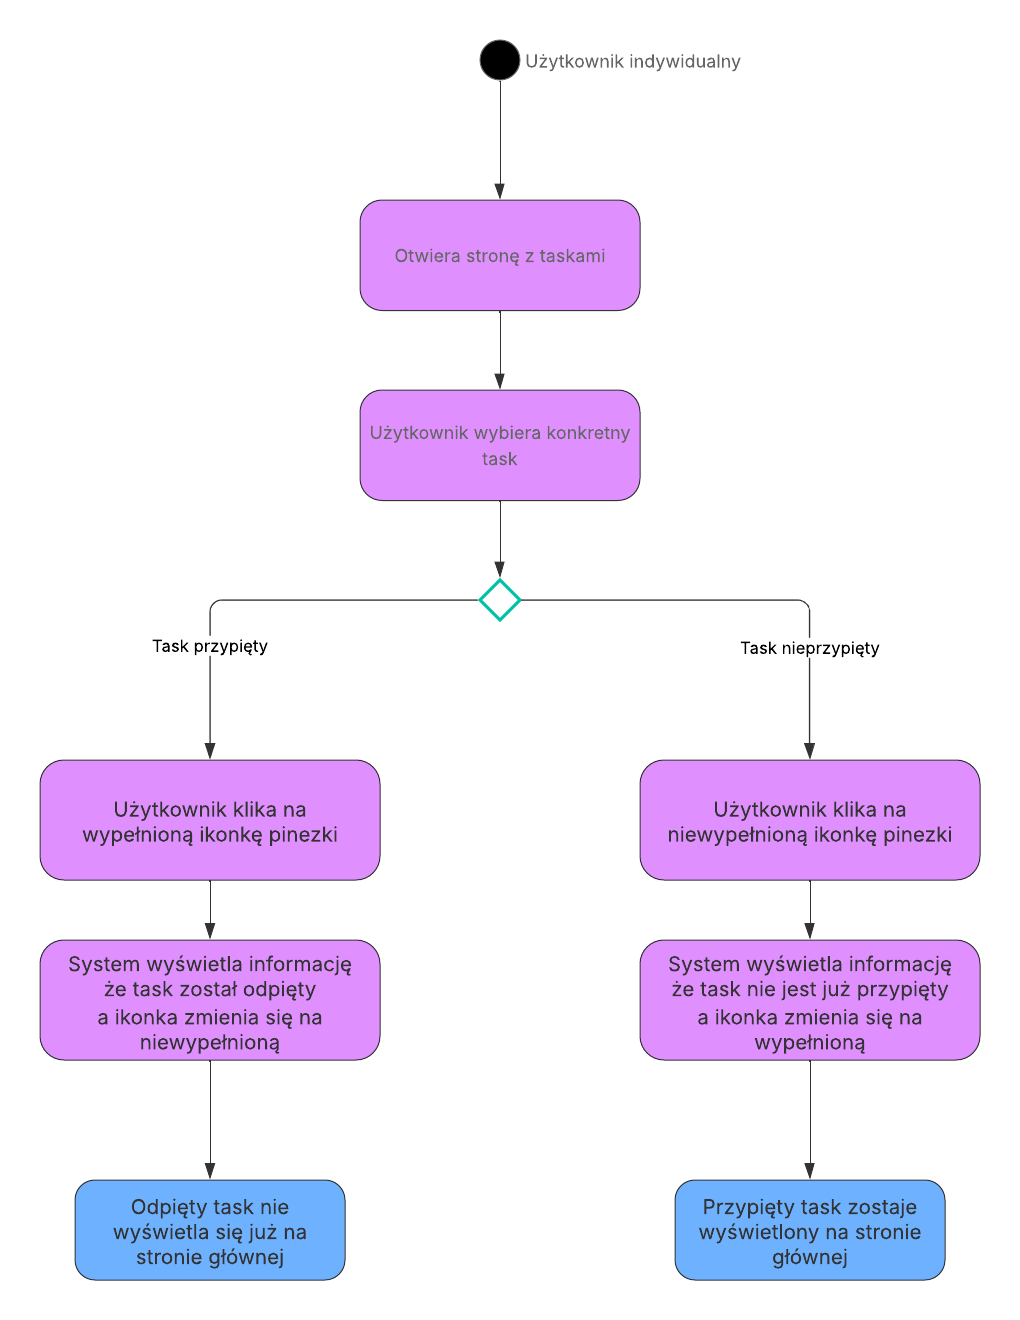 Użytkownik indywidualny
Otwiera stronę z taskami
Użytkownik wybiera konkretny
task
Task przypięty
Task nieprzypięty
Użytkownik klika na
wypełnioną ikonkę pinezki
Użytkownik klika na
niewypełnioną ikonkę pinezki
System wyświetla informację
że task został odpięty
a ikonka zmienia się na
niewypełnioną
System wyświetla informację
że task nie jest już przypięty
a ikonka zmienia się na
wypełnioną
Odpięty task nie
wyświetla się już na
stronie głównej
Przypięty task zostaje
wyświetlony na stronie
głównej